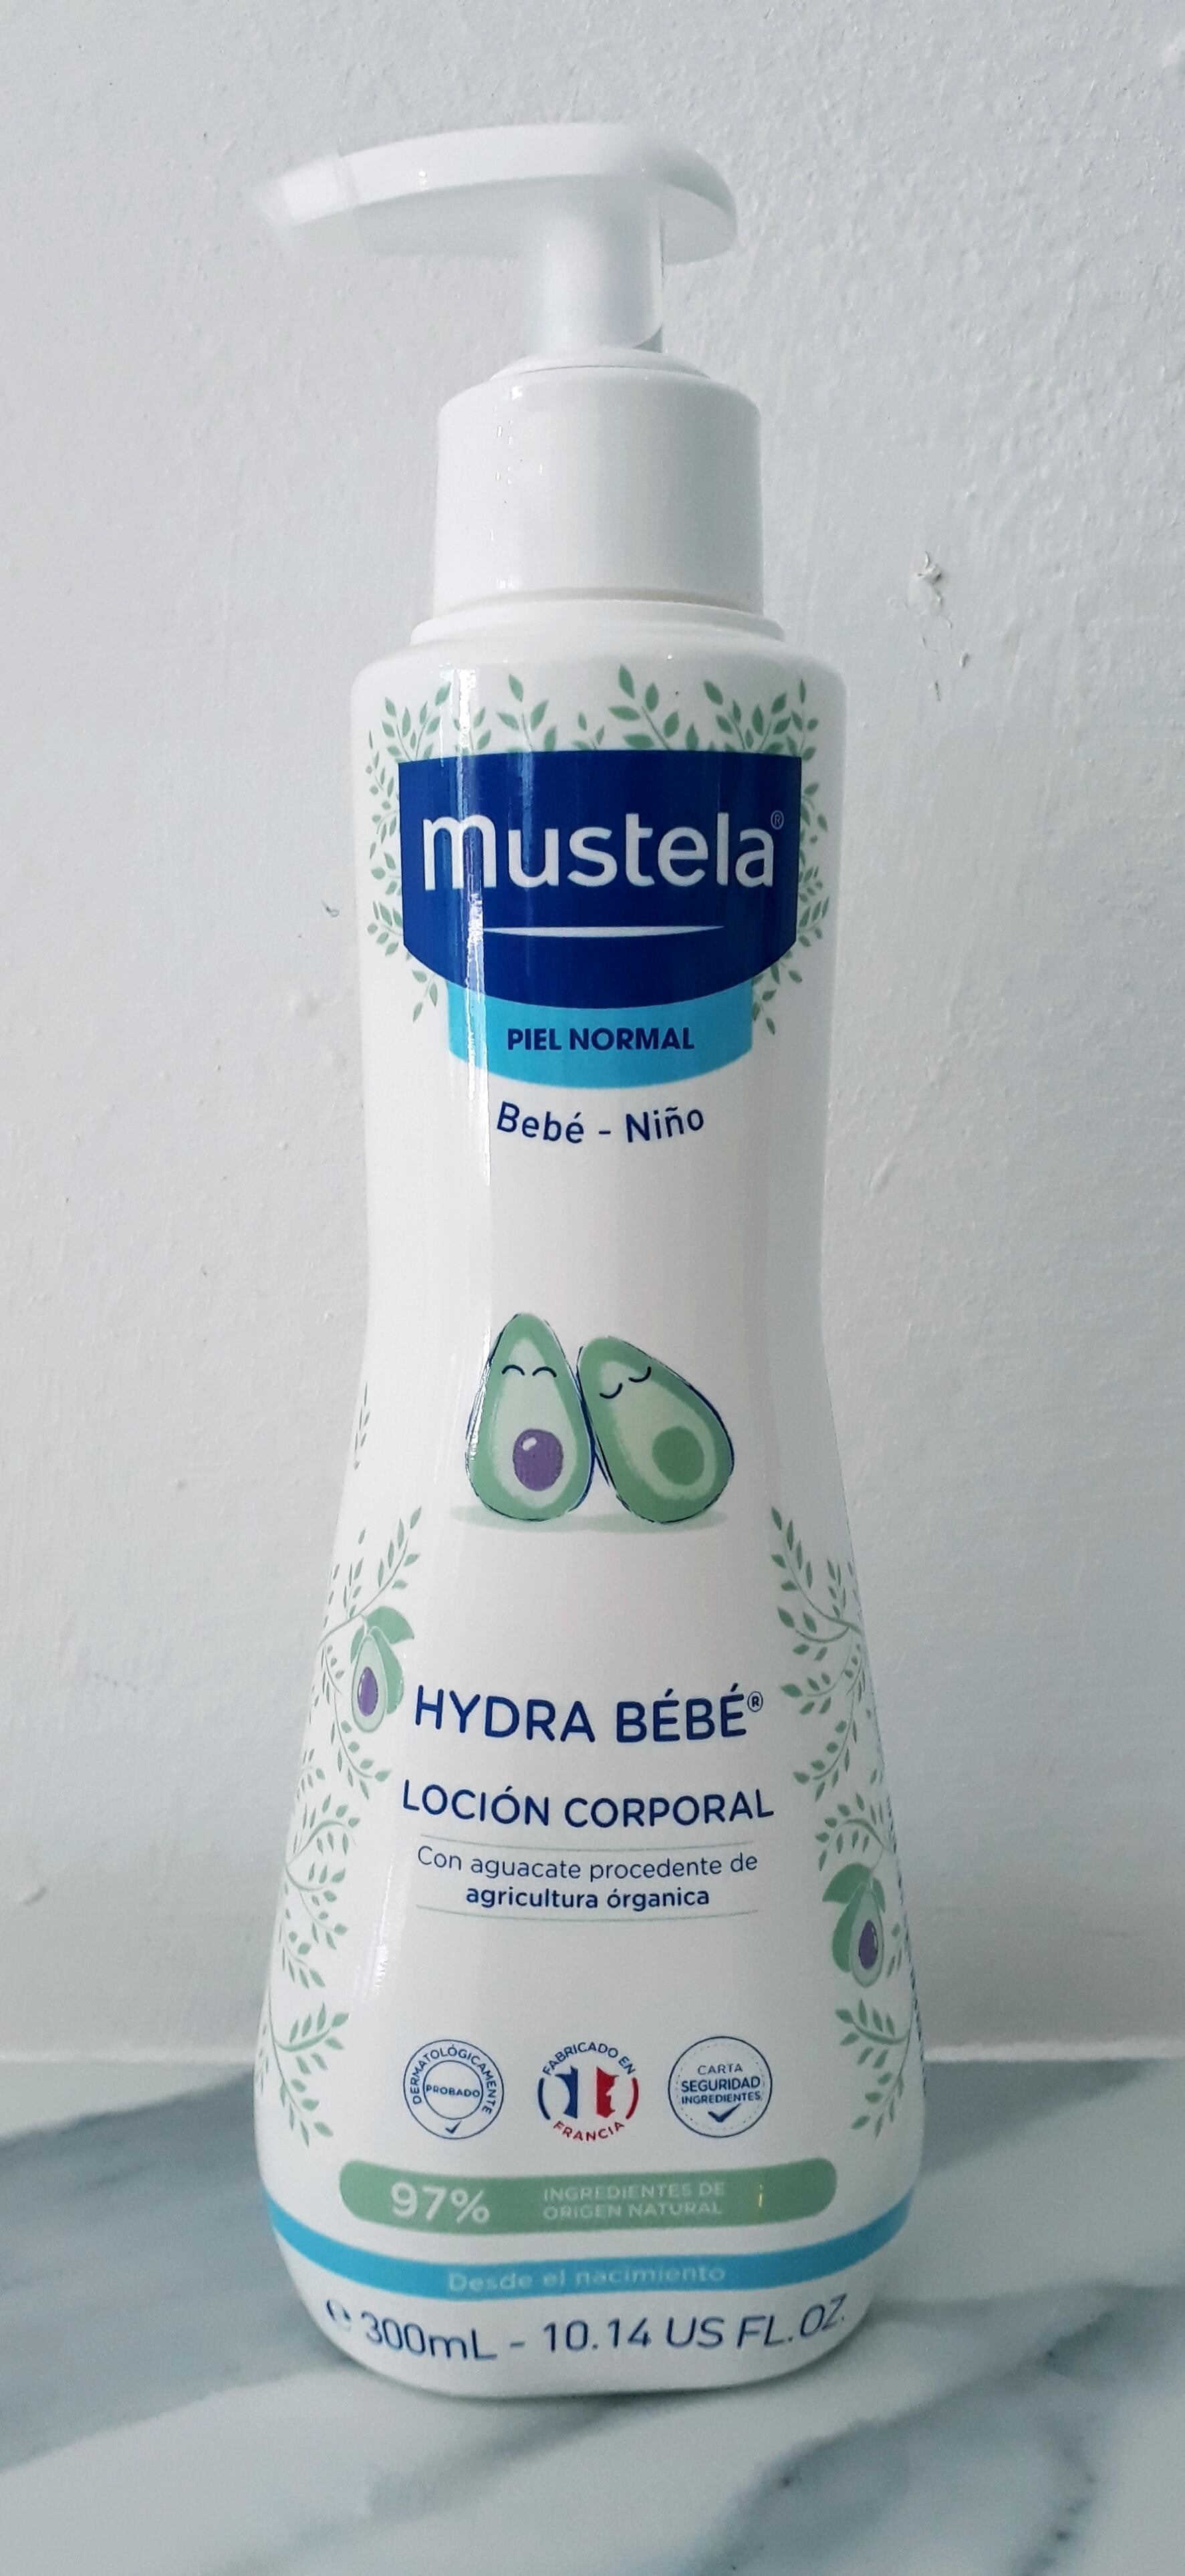 mustela®
PIEL NORMAL
Bebé - Niño
HYDRA BÉBÉ®
LOCIÓN CORPORAL
Con aguacate procedente de
agricultura órganica
DERMATOLÓGICAMENTE
PROBADO
FABRICADO EN
FRANCIA
CARTA
SEGURIDAD
INGREDIENTES
97%
INGREDIENTES DE
ORIGEN NATURAL
Desde el nacimiento
℮ 300mL - 10.14 US FL.OZ.